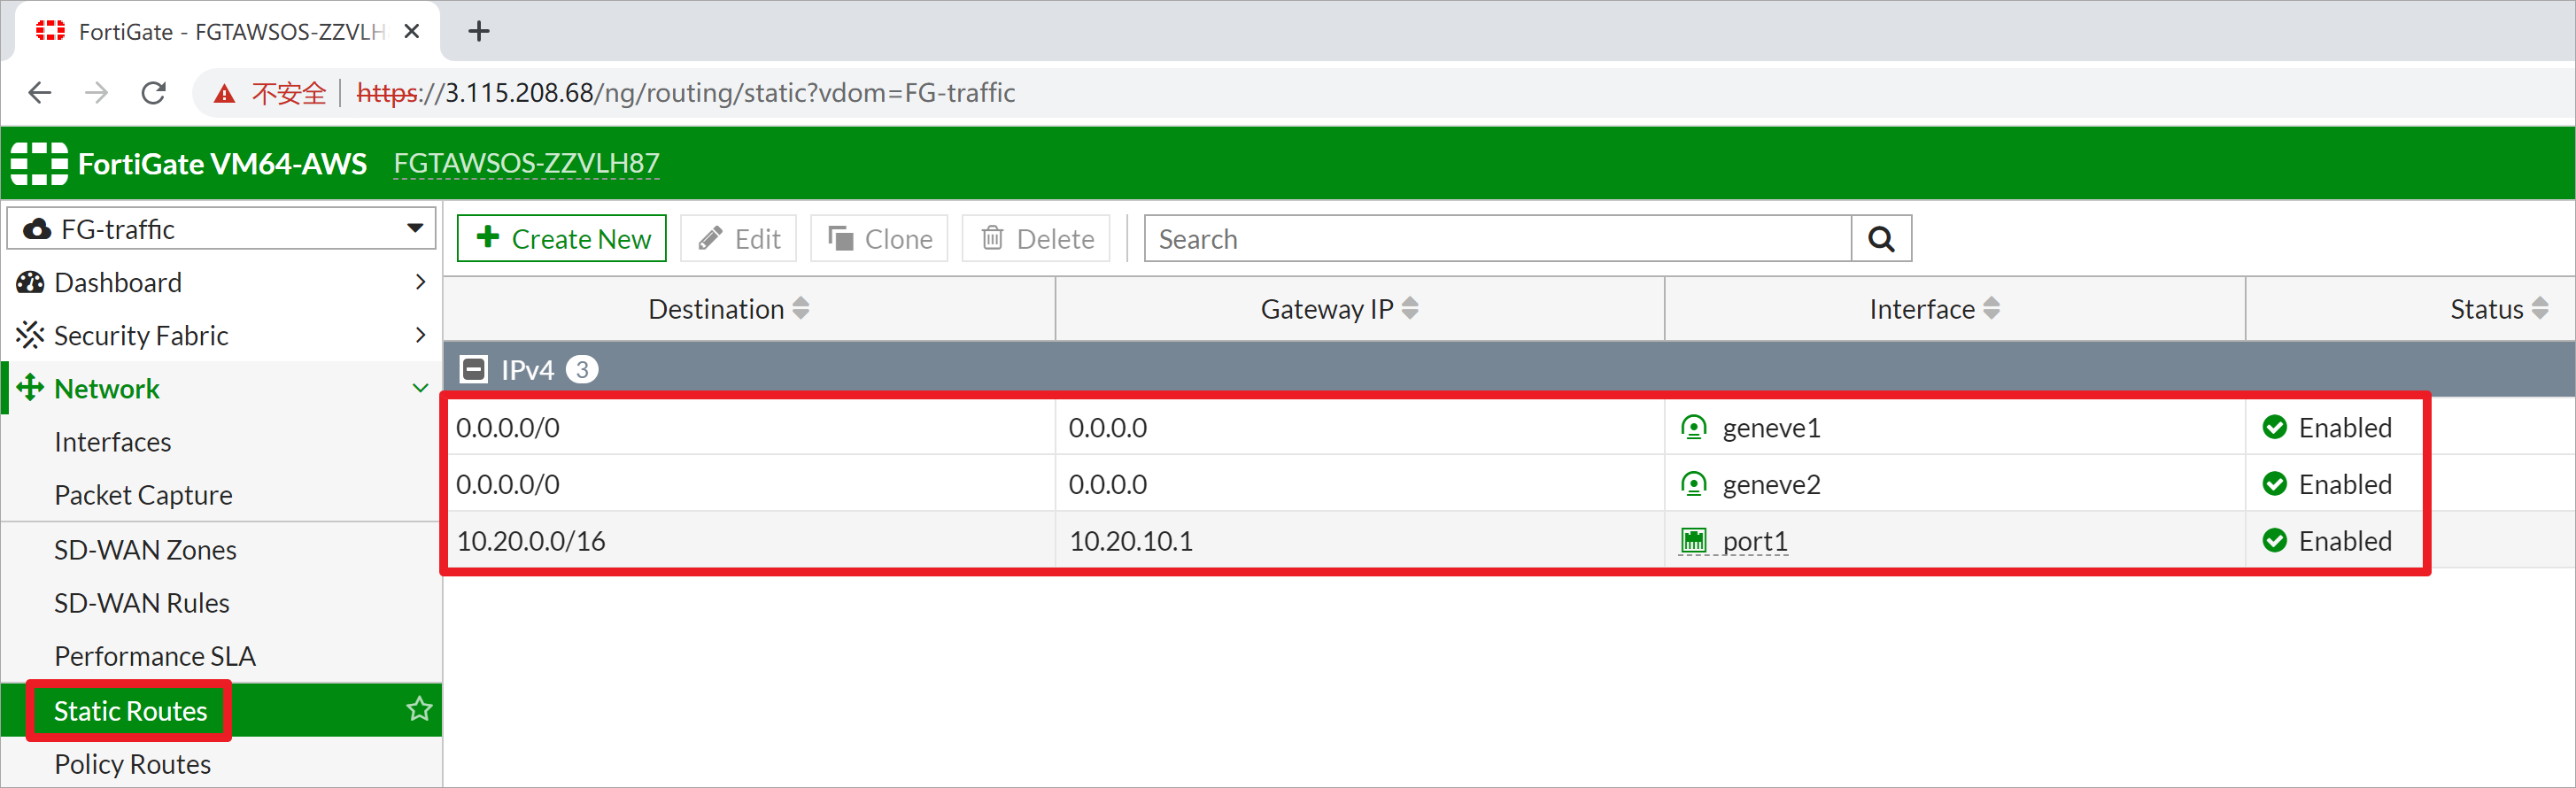 FortiGate - FGTAWSOS-ZZVLH
不安全 https://3.115.208.68/ng/routing/static?vdom=FG-traffic
FortiGate VM64-AWS FGTAWSOS-ZZVLH87
FG-traffic
Dashboard
Security Fabric
Network
Interfaces
Packet Capture
SD-WAN Zones
SD-WAN Rules
Performance SLA
Static Routes
Policy Routes
Create New Edit Clone Delete Search
Destination Gateway IP Interface Status
IPv4 3
0.0.0.0/0 0.0.0.0 geneve1 Enabled
0.0.0.0/0 0.0.0.0 geneve2 Enabled
10.20.0.0/16 10.20.10.1 port1 Enabled